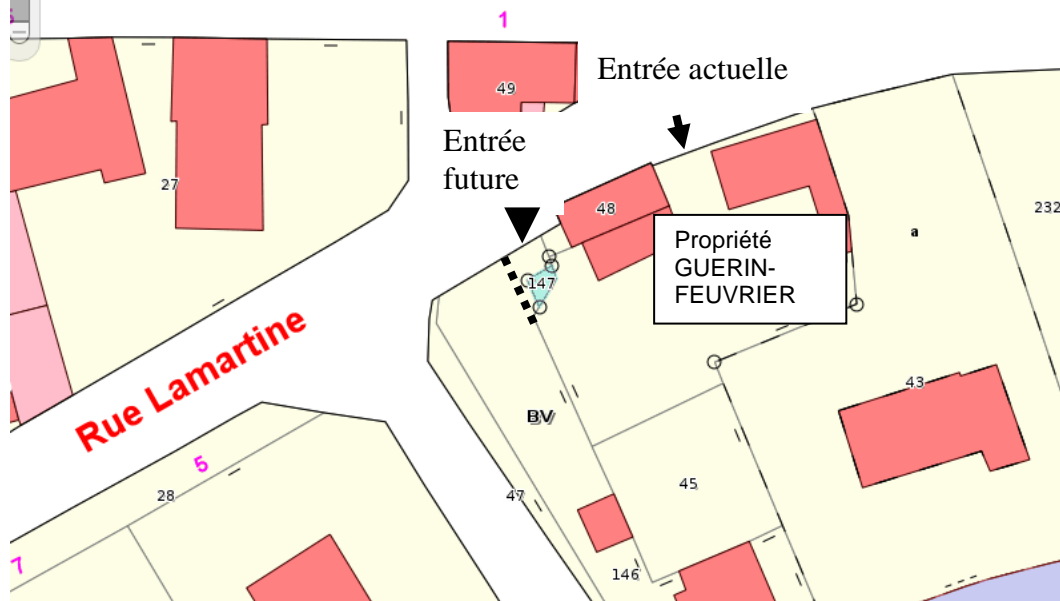 1
49
Entrée actuelle
Entrée
future
27
48
232
a
Propriété
GUERIN-
FEUVRIER
147
Rue Lamartine
43
BV
5
28
47
45
146
7